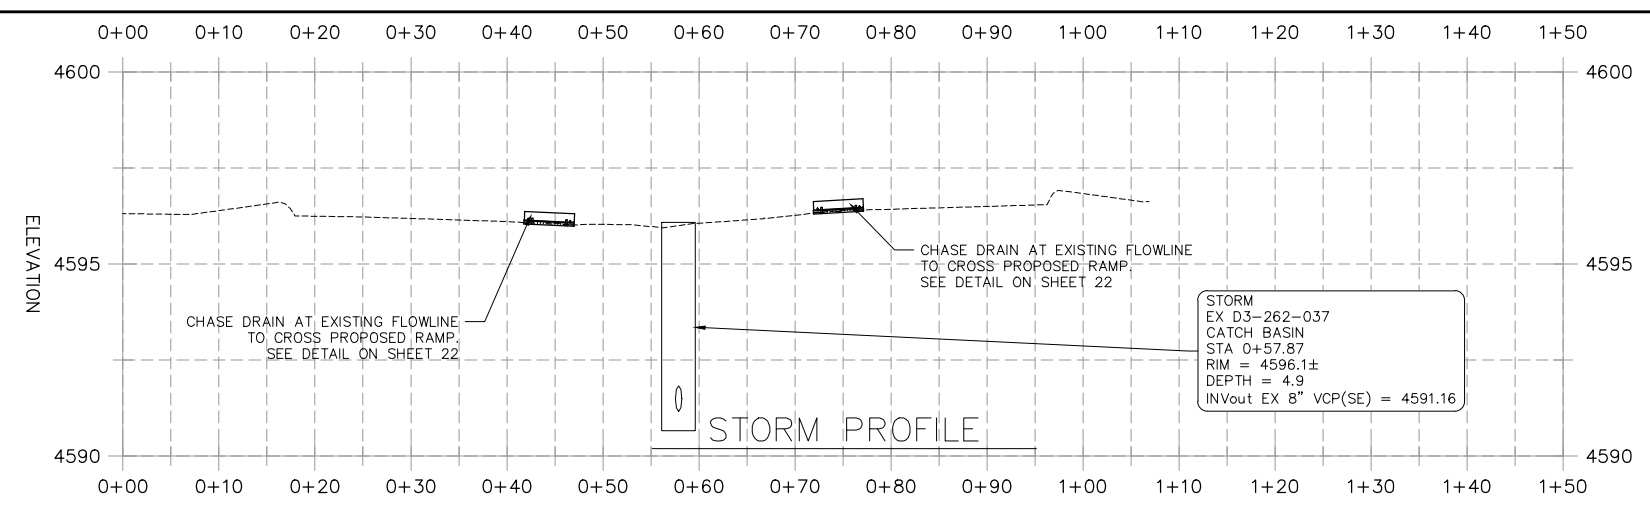 0+00 0+10 0+20 0+30 0+40 0+50 0+60 0+70 0+80 0+90 1+00 1+10 1+20 1+30 1+40 1+50
4600 4600
ELEVATION
CHASE DRAIN AT EXISTING FLOWLINE
TO CROSS PROPOSED RAMP.
SEE DETAIL ON SHEET 22
4595 4595
STORM
EX D3-262-037
CATCH BASIN
STA 0+57.87
RIM = 4596.1±
DEPTH = 4.9
INVout EX 8" VCP(SE) = 4591.16
CHASE DRAIN AT EXISTING FLOWLINE
TO CROSS PROPOSED RAMP.
SEE DETAIL ON SHEET 22
STORM PROFILE
4590 4590
0+00 0+10 0+20 0+30 0+40 0+50 0+60 0+70 0+80 0+90 1+00 1+10 1+20 1+30 1+40 1+50